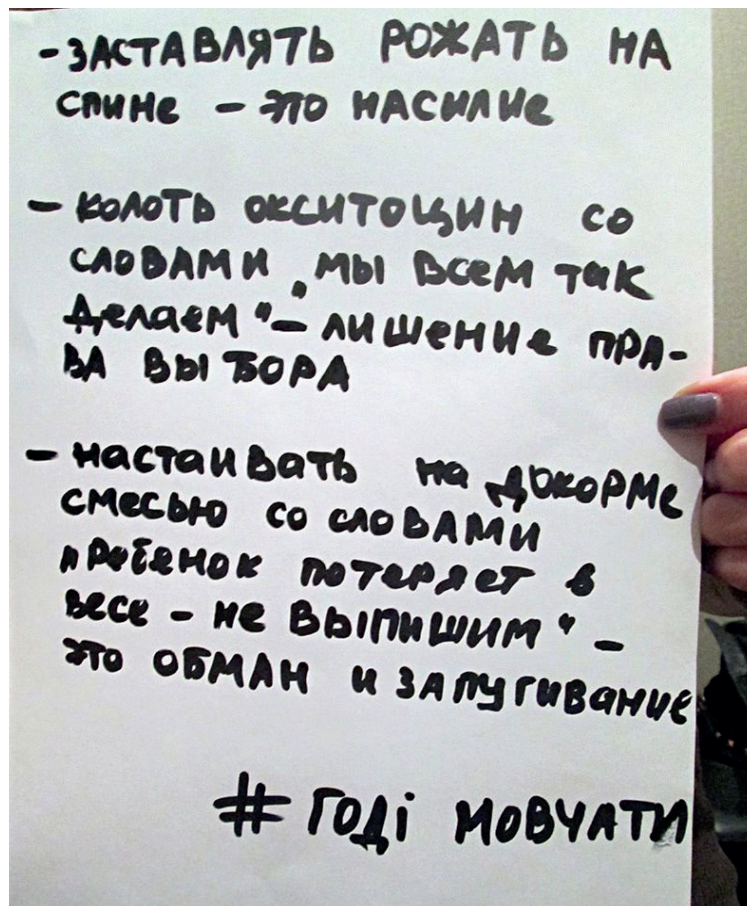 - ЗАСТАВЛЯТЬ РОЖАТЬ НА
СПИНЕ - ЭТО НАСИЛИЕ
- КОЛОТЬ ОКСИТОЦИН СО
СЛОВАМИ „МЫ ВСЕМ ТАК
ДЕЛАЕМ" - ЛИШЕНИЕ ПРА-
ВА ВЫБОРА
- НАСТАИВАТЬ НА ДОКОРМЕ
СМЕСЬЮ СО СЛОВАМИ
„РЕБЕНОК ПОТЕРЯЕТ В
ВЕСЕ - НЕ ВЫПИШИМ" -
ЭТО ОБМАН И ЗАПУГИВАНИЕ
# ГОДІ МОВЧАТИ